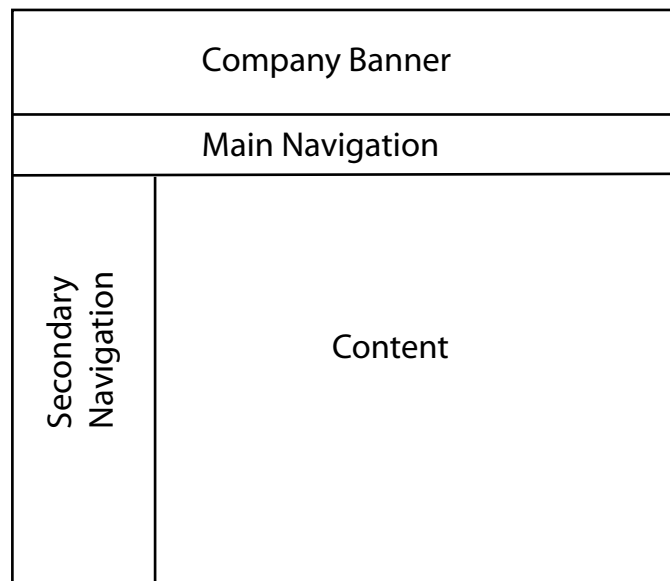 Company Banner
Main Navigation
Secondary
Navigation
Content